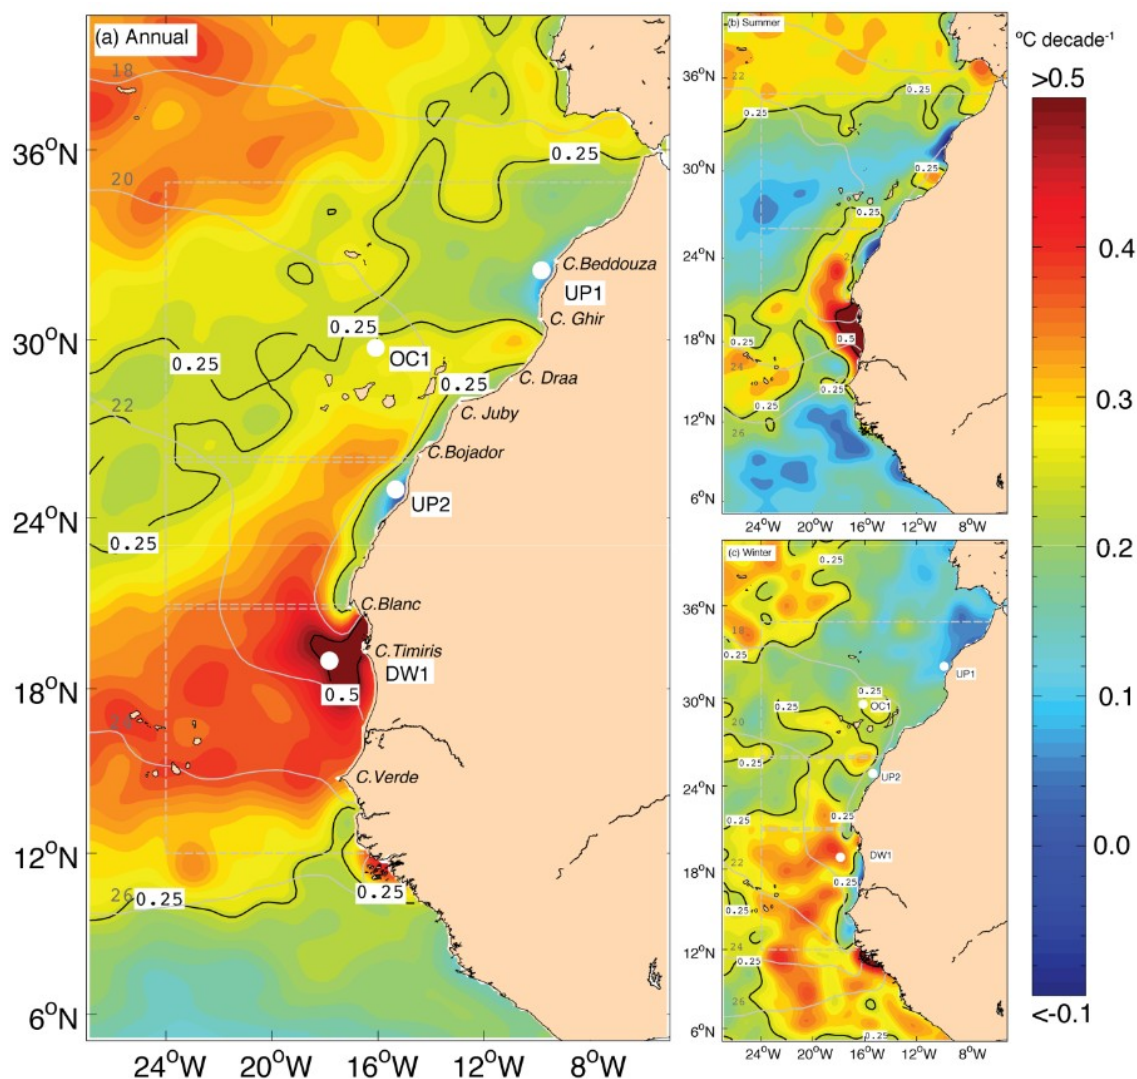 (a) Annual
18
20
22
24
26
0.25
0.25
0.25
0.25
0.25
0.25
0.25
0.5
C.Beddouza
UP1
C. Ghir
OC1
C. Draa
C. Juby
C.Bojador
UP2
C.Blanc
C.Timiris
DW1
C.Verde
36°N
30°N
24°N
18°N
12°N
6°N
24°W 20°W 16°W 12°W 8°W
(b) Summer
22
0.25
0.25
0.25
0.25
0.5
24
0.25
0.25
26
36°N
30°N
24°N
18°N
12°N
6°N
24°W 20°W 16°W 12°W 8°W
(c) Winter
0.25
18
0.25
UP1
0.25
OC1
0.25
20
0.25
UP2
0.25
0.25
DW1
22
0.25
0.25
24
0.25
26
36°N
30°N
24°N
18°N
12°N
6°N
24°W 20°W 16°W 12°W 8°W
°C decade⁻¹
>0.5
0.4
0.3
0.2
0.1
0.0
<-0.1